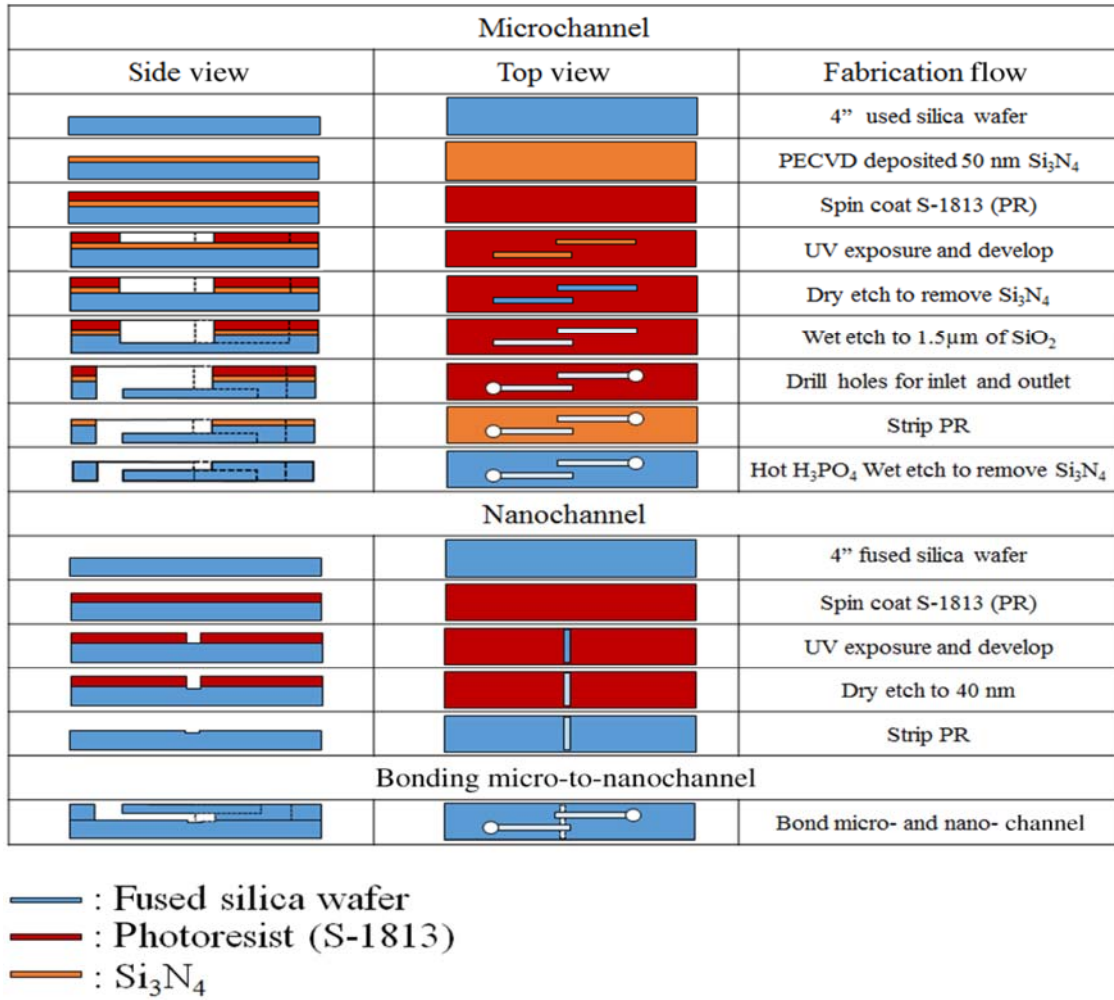 Microchannel
Side view Top view Fabrication flow
4” used silica wafer
PECVD deposited 50 nm Si₃N₄
Spin coat S-1813 (PR)
UV exposure and develop
Dry etch to remove Si₃N₄
Wet etch to 1.5µm of SiO₂
Drill holes for inlet and outlet
Strip PR
Hot H₃PO₄ Wet etch to remove Si₃N₄
Nanochannel
4” fused silica wafer
Spin coat S-1813 (PR)
UV exposure and develop
Dry etch to 40 nm
Strip PR
Bonding micro-to-nanochannel
Bond micro- and nano- channel
: Fused silica wafer
: Photoresist (S-1813)
: Si₃N₄